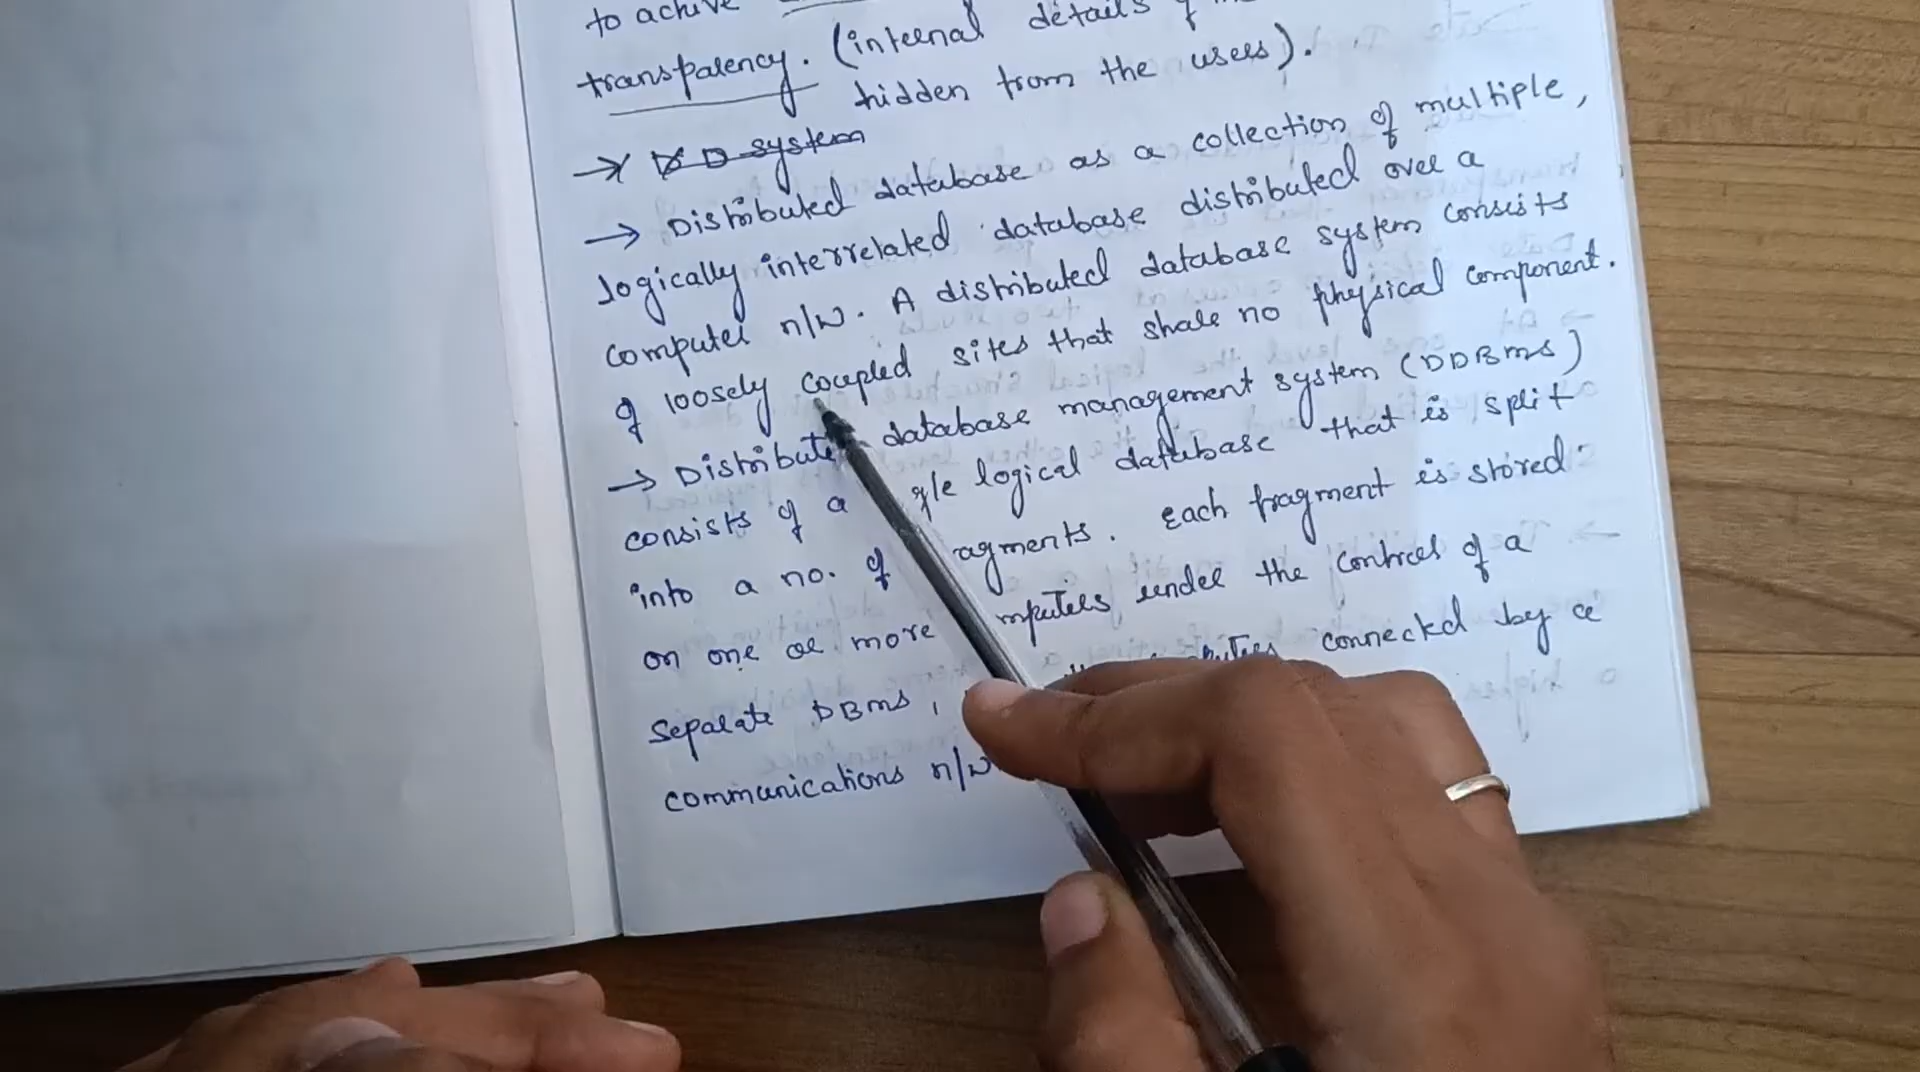 to achive
transpalency. (internal details
hidden from the users).
→ D system
→ Distributed database as a collection of multiple,
logically interrelated database distributed over a
computer n/w. A distributed database system consists
of loosely coupled sites that share no physical component.
→ Distribute database management system (DDBMS)
consists of a gle logical database that is split
into a no. of agments. Each fragment is stored
on one or more mputers under the control of a
separate DBMS, connected by a
communications n/w